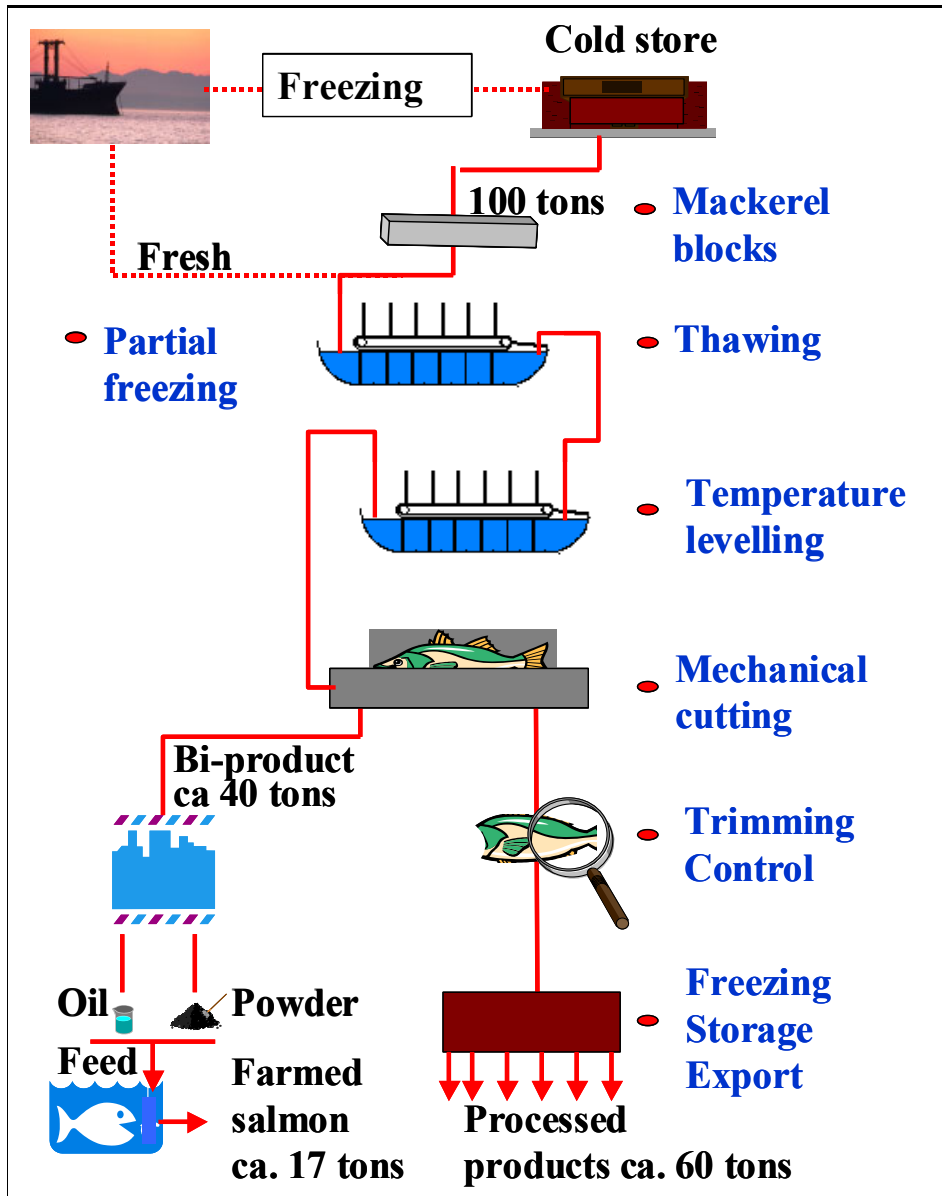 Cold store
Freezing
100 tons
Mackerel
blocks
Fresh
Partial
freezing
Thawing
Temperature
levelling
Mechanical
cutting
Bi-product
ca 40 tons
Trimming
Control
Oil
Powder
Freezing
Storage
Export
Feed
Farmed
salmon
ca. 17 tons
Processed
products ca. 60 tons